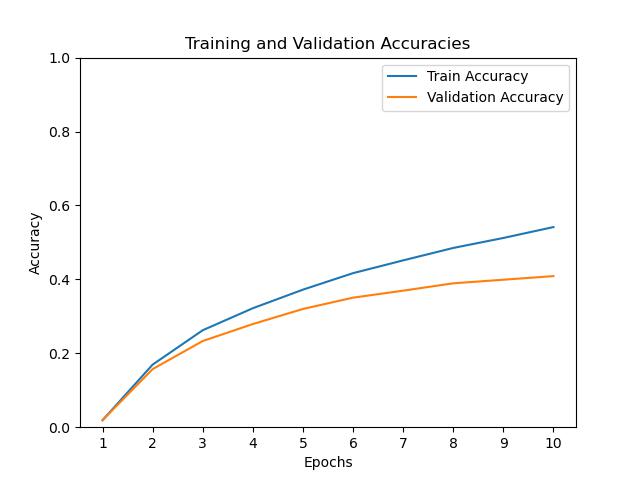 Training and Validation Accuracies
1.0
Train Accuracy
Validation Accuracy
0.8
0.6
Accuracy
0.4
0.2
0.0
1 2 3 4 5 6 7 8 9 10
Epochs